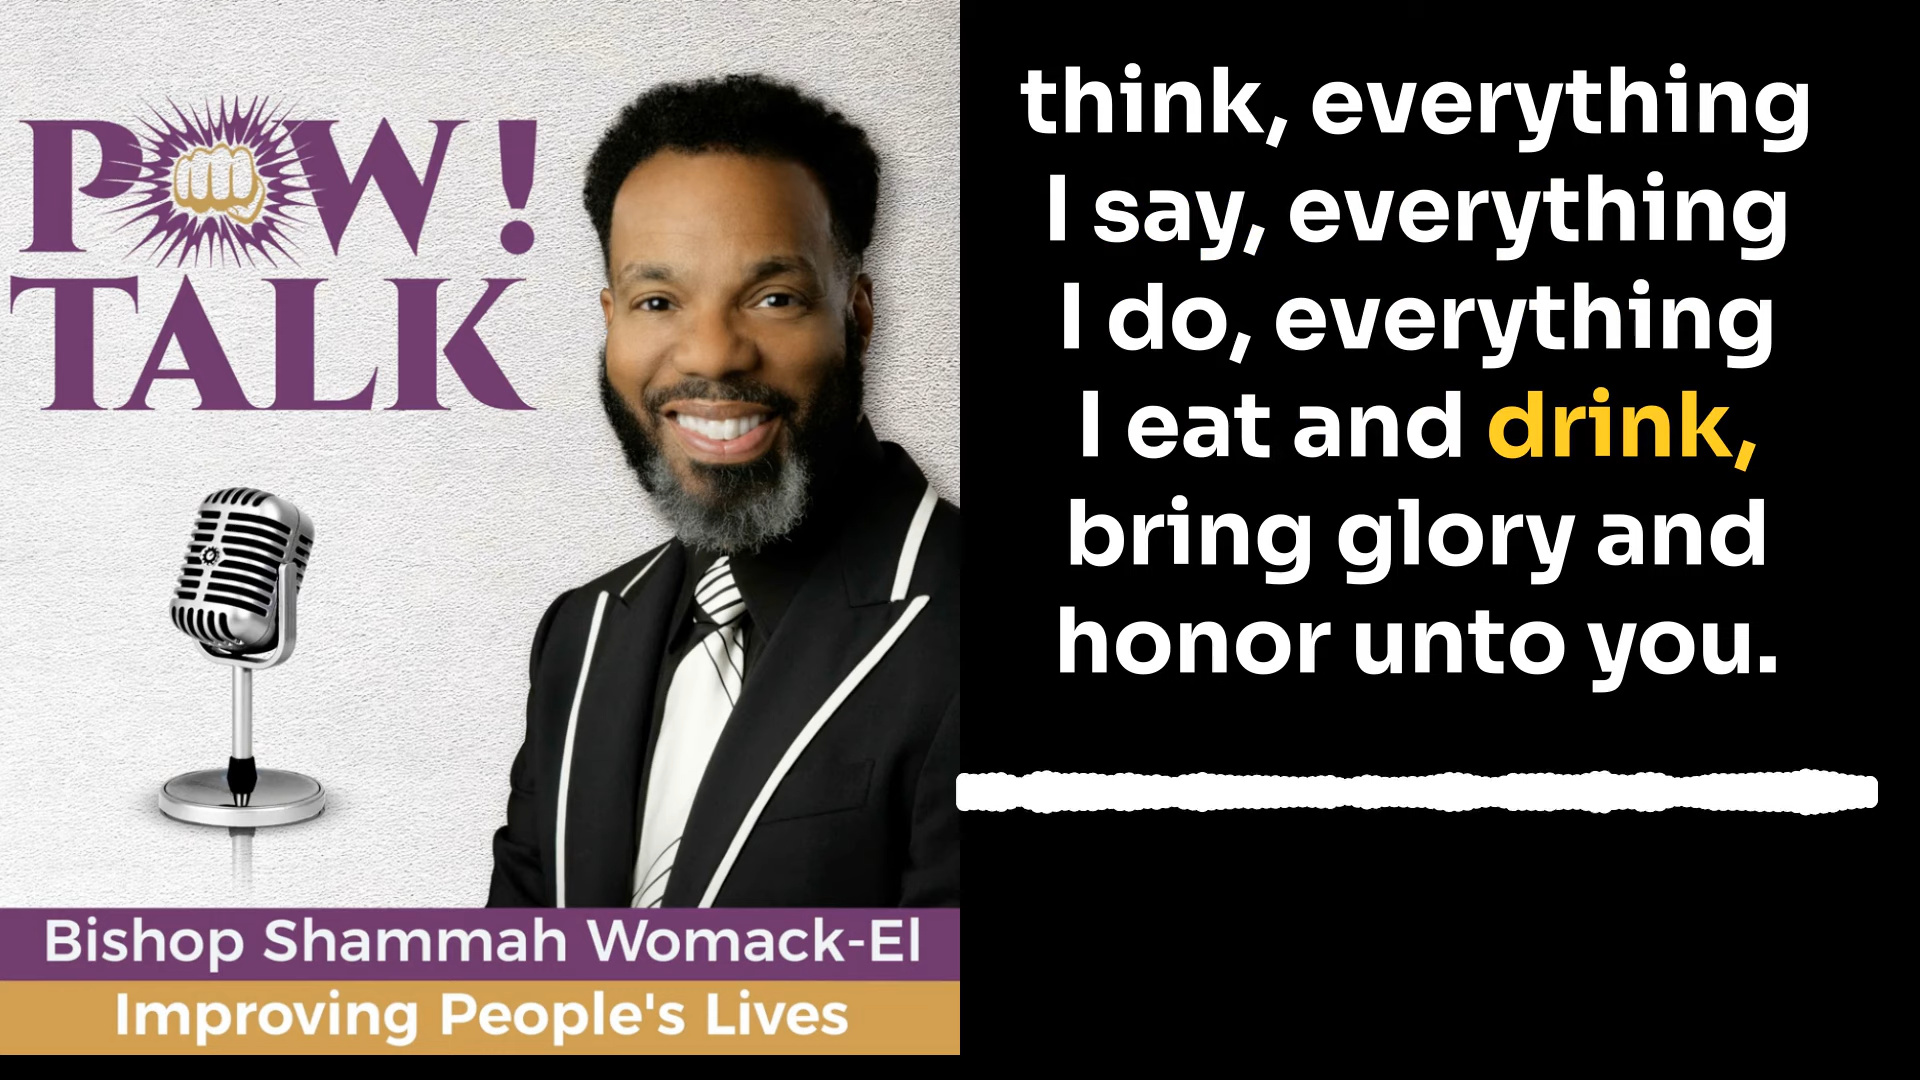 POW!
TALK
Bishop Shammah Womack-El
Improving People's Lives
think, everything
I say, everything
I do, everything
I eat and drink,
bring glory and
honor unto you.